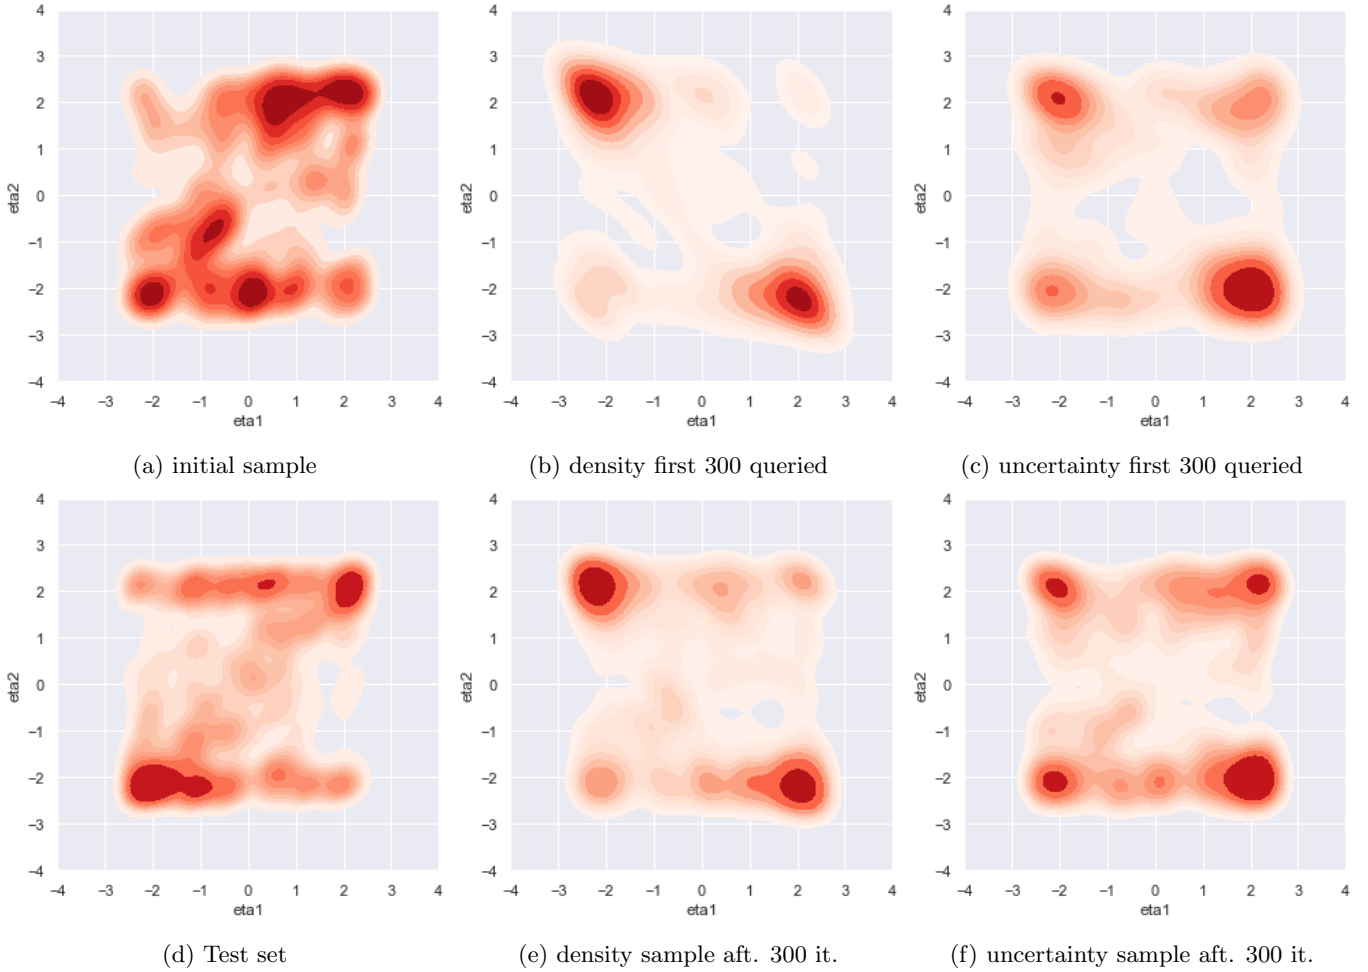 4 4 4
3 3 3
2 2 2
1 1 1
eta2 0 eta2 0 eta2 0
−1 −1 −1
−2 −2 −2
−3 −3 −3
−4 −4 −4
−4 −3 −2 −1 0 1 2 3 4 −4 −3 −2 −1 0 1 2 3 4 −4 −3 −2 −1 0 1 2 3 4
eta1 eta1 eta1
(a) initial sample (b) density first 300 queried (c) uncertainty first 300 queried
4 4 4
3 3 3
2 2 2
1 1 1
eta2 0 eta2 0 eta2 0
−1 −1 −1
−2 −2 −2
−3 −3 −3
−4 −4 −4
−4 −3 −2 −1 0 1 2 3 4 −4 −3 −2 −1 0 1 2 3 4 −4 −3 −2 −1 0 1 2 3 4
eta1 eta1 eta1
(d) Test set (e) density sample aft. 300 it. (f) uncertainty sample aft. 300 it.